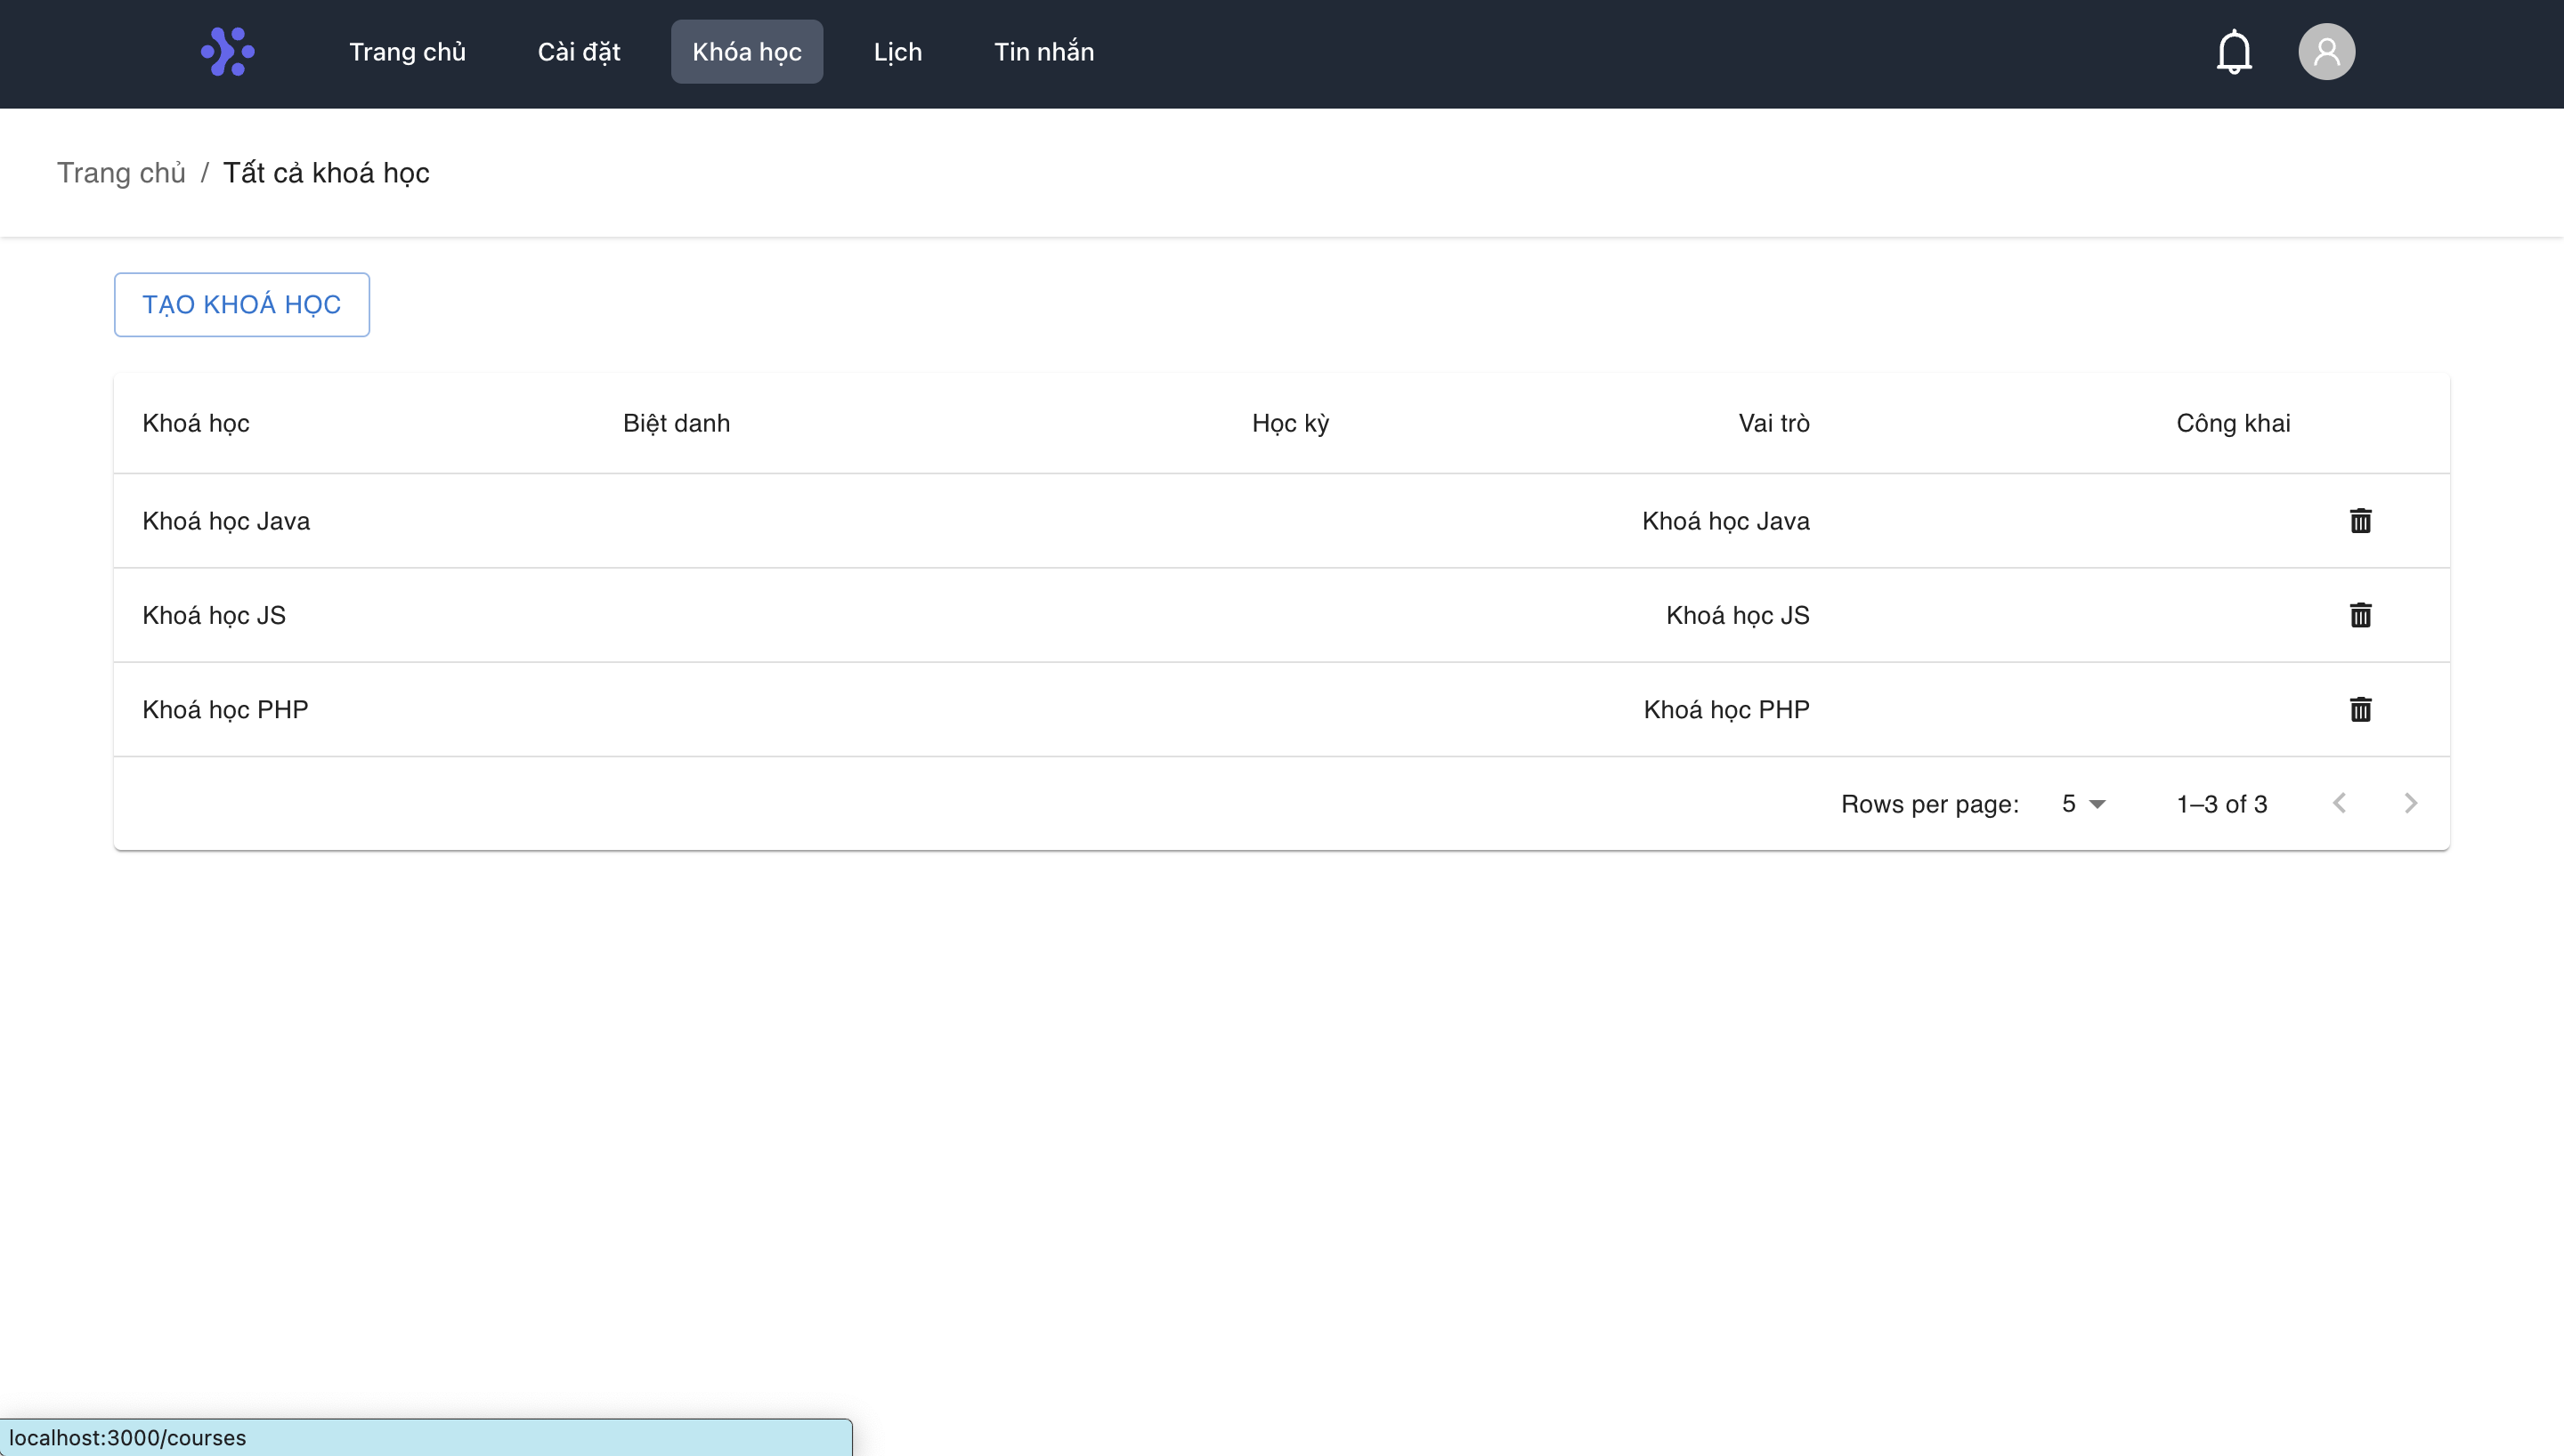 Trang chủ Cài đặt Khóa học Lịch Tin nhắn
Trang chủ / Tất cả khoá học
TẠO KHOÁ HỌC
Khoá học Biệt danh Học kỳ Vai trò Công khai
Khoá học Java Khoá học Java
Khoá học JS Khoá học JS
Khoá học PHP Khoá học PHP
Rows per page: 5 1–3 of 3
localhost:3000/courses